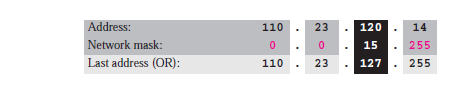 Address: 110 . 23 . 120 . 14
Network mask: 0 . 0 . 15 . 255
Last address (OR): 110 . 23 . 127 . 255